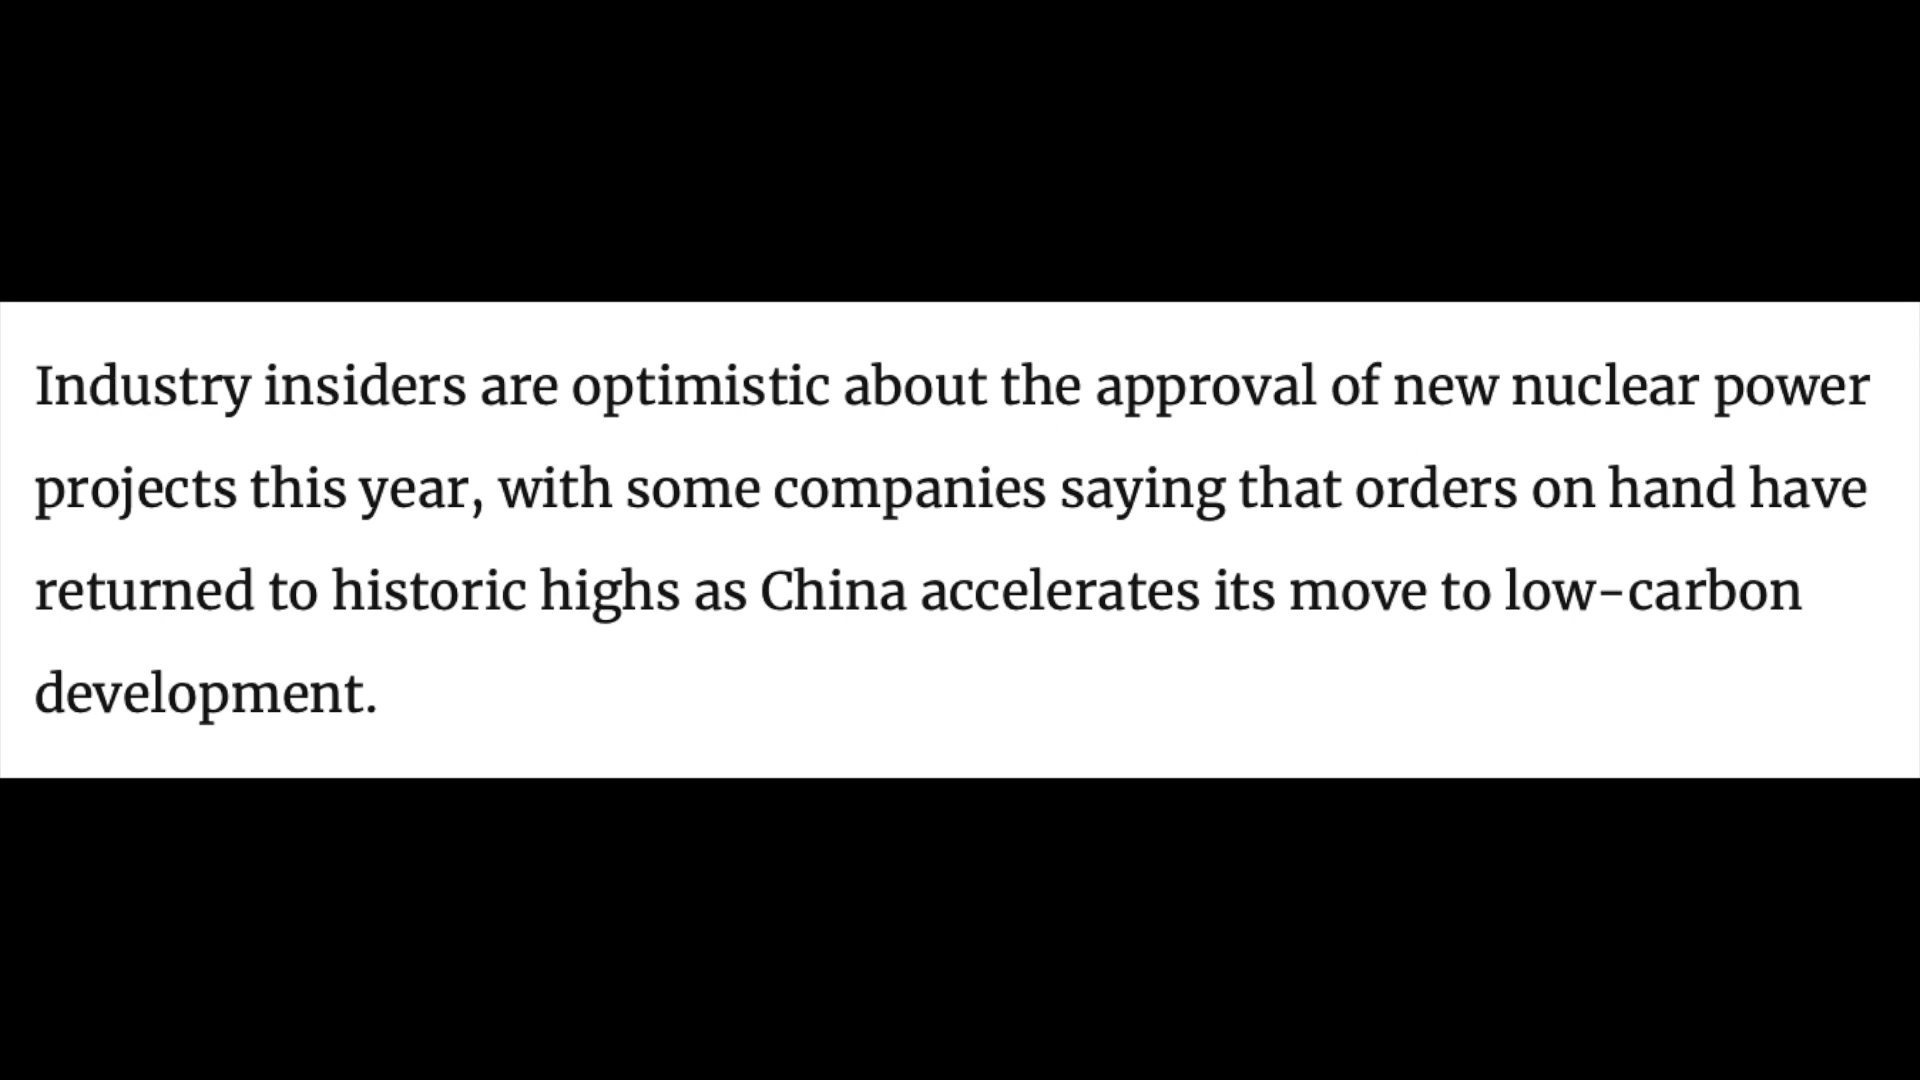 Industry insiders are optimistic about the approval of new nuclear power
projects this year, with some companies saying that orders on hand have
returned to historic highs as China accelerates its move to low-carbon
development.